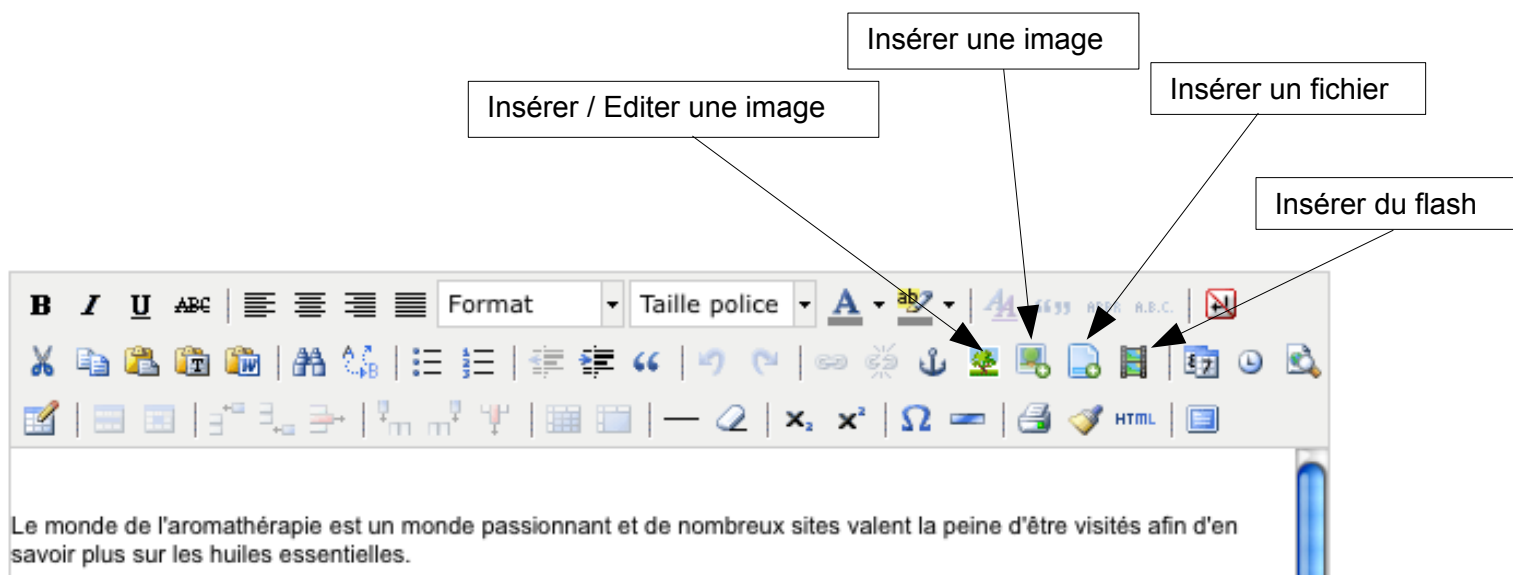 Insérer une image
Insérer un fichier
Insérer / Editer une image
Insérer du flash
B I U ABC Format Taille police A ab A.B.C.
HTML
Le monde de l'aromathérapie est un monde passionnant et de nombreux sites valent la peine d'être visités afin d'en
savoir plus sur les huiles essentielles.